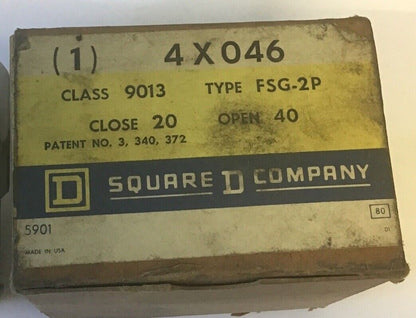 (1) 4X046
CLASS 9013 TYPE FSG-2P
CLOSE 20 OPEN 40
PATENT NO. 3, 340, 372
D SQUARE D COMPANY
5901 80
MADE IN USA D1